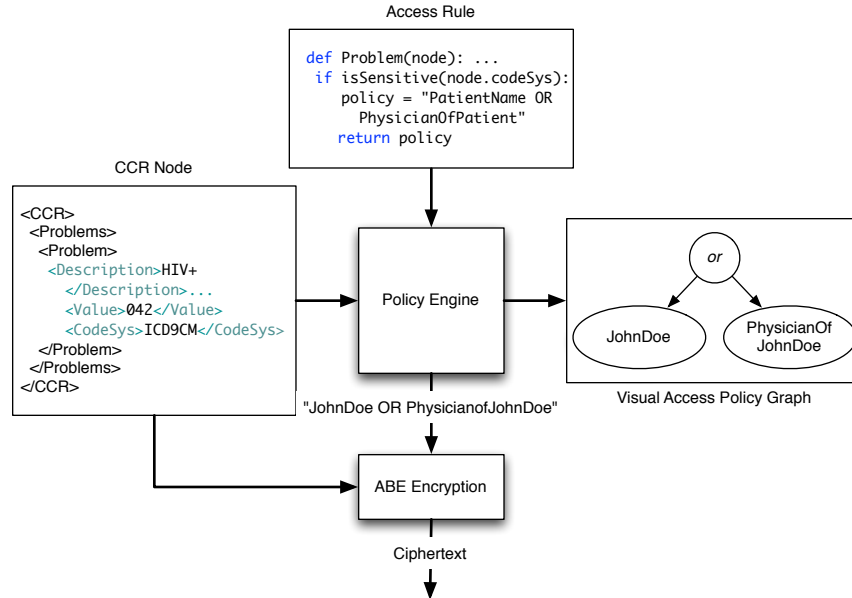 Access Rule
def Problem(node): ...
if isSensitive(node.codeSys):
policy = "PatientName OR
PhysicianOfPatient"
return policy
CCR Node
<CCR>
<Problems>
<Problem>
<Description>HIV+
</Description>...
<Value>042</Value>
<CodeSys>ICD9CM</CodeSys>
</Problem>
</Problems>
</CCR>
Policy Engine
or
JohnDoe
PhysicianOf
JohnDoe
Visual Access Policy Graph
"JohnDoe OR PhysicianofJohnDoe"
ABE Encryption
Ciphertext